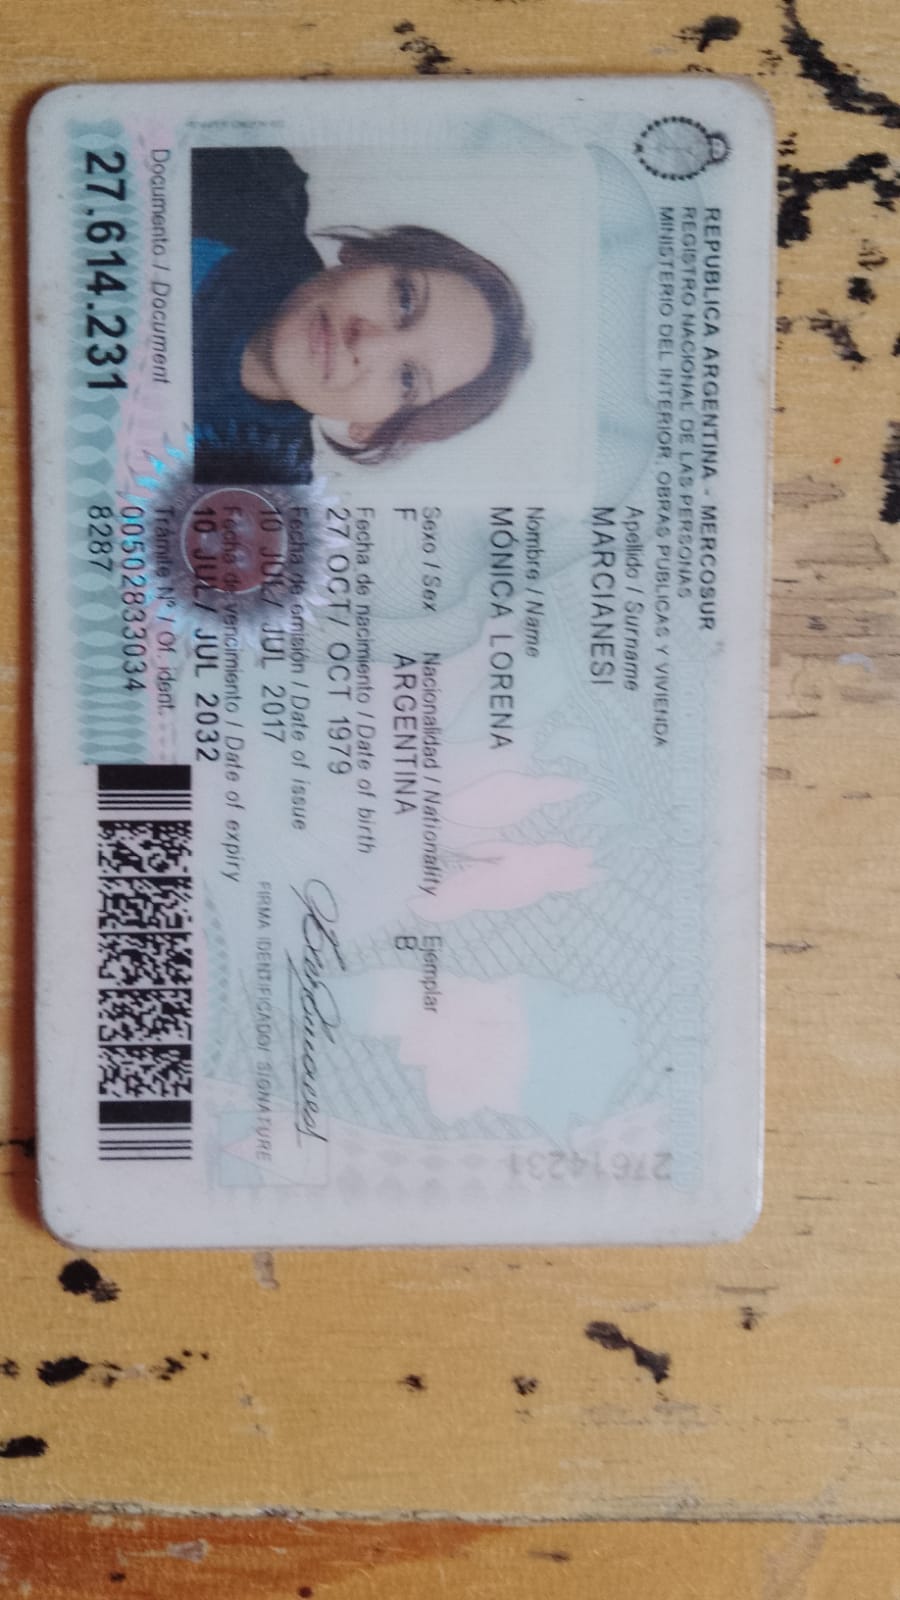 REPUBLICA ARGENTINA - MERCOSUR
REGISTRO NACIONAL DE LAS PERSONAS
MINISTERIO DEL INTERIOR, OBRAS PUBLICAS Y VIVIENDA
Apellido / Surname
MARCIANESI
Nombre / Name
MÓNICA LORENA
Sexo / Sex Nacionalidad / Nationality Ejemplar
F ARGENTINA B
Fecha de nacimiento / Date of birth
27 OCT/ OCT 1979
Fecha de emisión / Date of issue
10 JUL/ JUL 2017
Fecha de vencimiento / Date of expiry
10 JUL/ JUL 2032
FIRMA IDENTIFICADO/ SIGNATURE
Documento / Document
27.614.231
Trámite Nº / Of. ident.
00502833034
8287
27614231